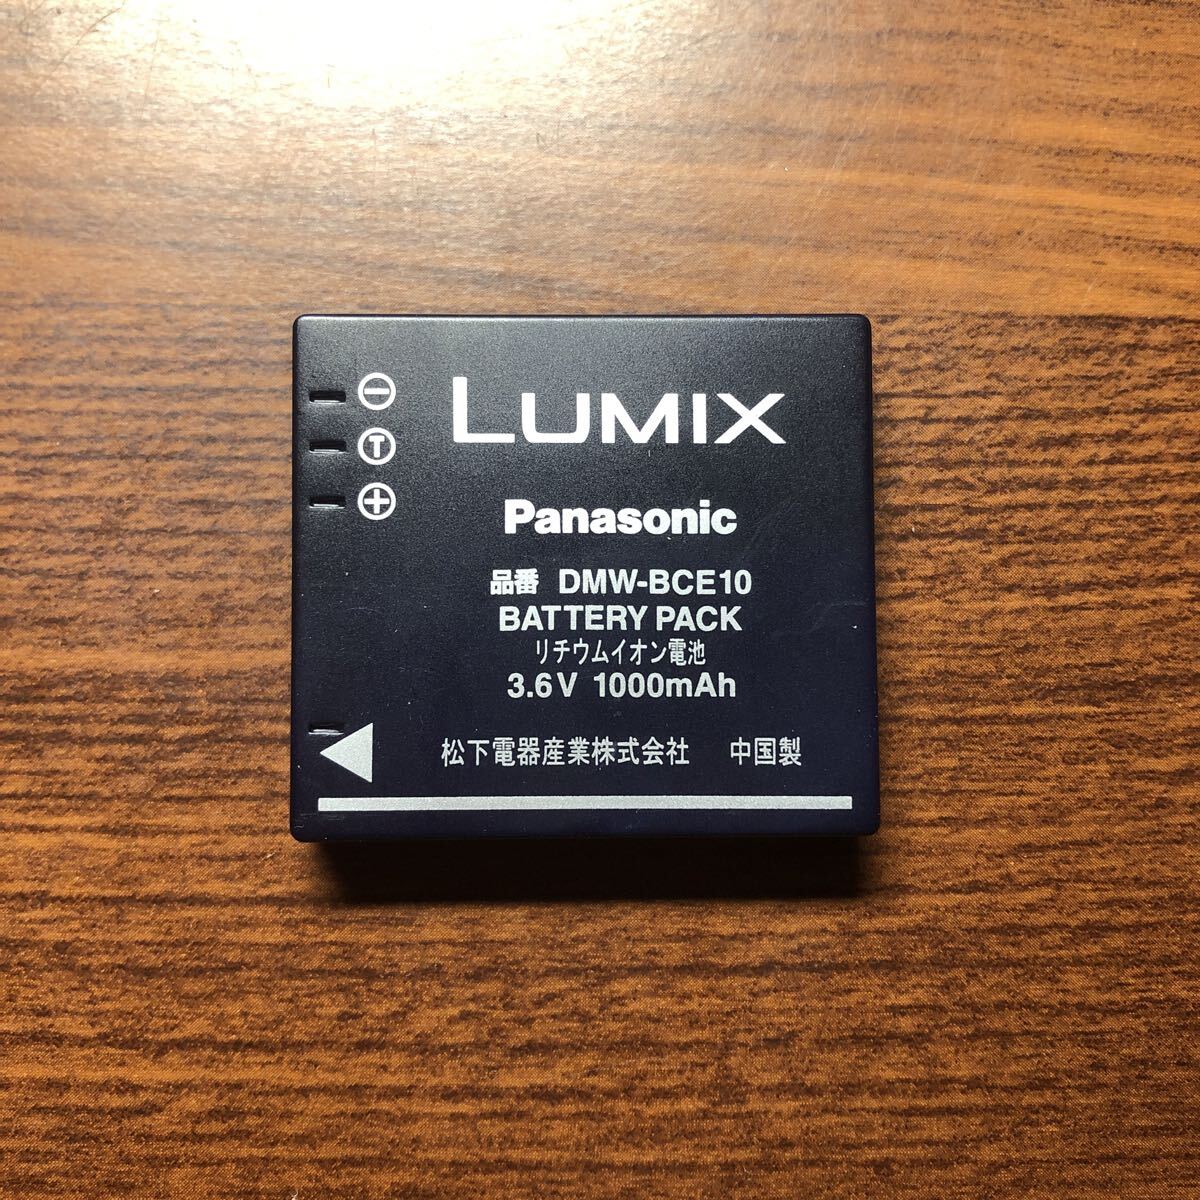 LUMIX
Panasonic
品番 DMW-BCE10
BATTERY PACK
リチウムイオン電池
3.6V 1000mAh
松下電器産業株式会社 中国製
−
T
+